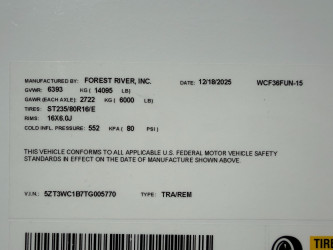 MANUFACTURED BY: FOREST RIVER, INC. DATE: 12/18/2025 WCF36FUN-15
GVWR: 6393 KG ( 14095 LB)
GAWR (EACH AXLE): 2722 KG ( 6000 LB)
TIRES: ST235/80R16/E
RIMS: 16X6.0J
COLD INFL. PRESSURE: 552 KPA ( 80 PSI )
THIS VEHICLE CONFORMS TO ALL APPLICABLE U.S. FEDERAL MOTOR VEHICLE SAFETY
STANDARDS IN EFFECT ON THE DATE OF MANUFACTURE SHOWN ABOVE.
V.I.N.: 5ZT3WC1B7TG005770 TYPE: TRA/REM
TIRE